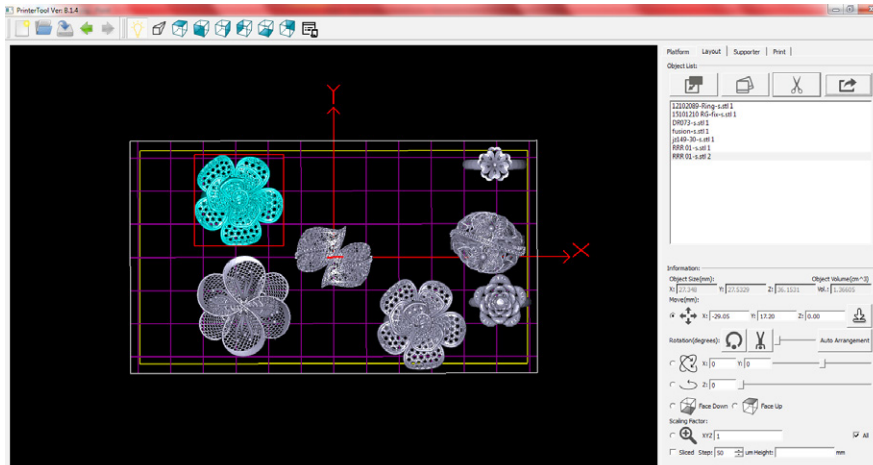 PrinterTool Ver: 8.1.4
Platform Layout Supporter Print
Object List:
12102089-Ring-s.stl 1
15101210 RG-fix-s.stl 1
DR073-s.stl 1
fusion-s.stl 1
jz149-30-s.stl 1
RRR 01-s.stl 1
RRR 01-s.stl 2
Y
X
Information:
Object Size(mm): Object Volume(cm^3)
X: 27.348 Y: 27.5329 Z: 36.1531 Vol.: 1.36605
Move(mm):
X: -29.05 Y: 17.20 Z: 0.00
Rotation(degrees): Auto Arrangement
X: 0 Y: 0
Z: 0
Face Down Face Up
Scaling Factor:
XYZ 1 All
Sliced Step: 50 um Height: mm